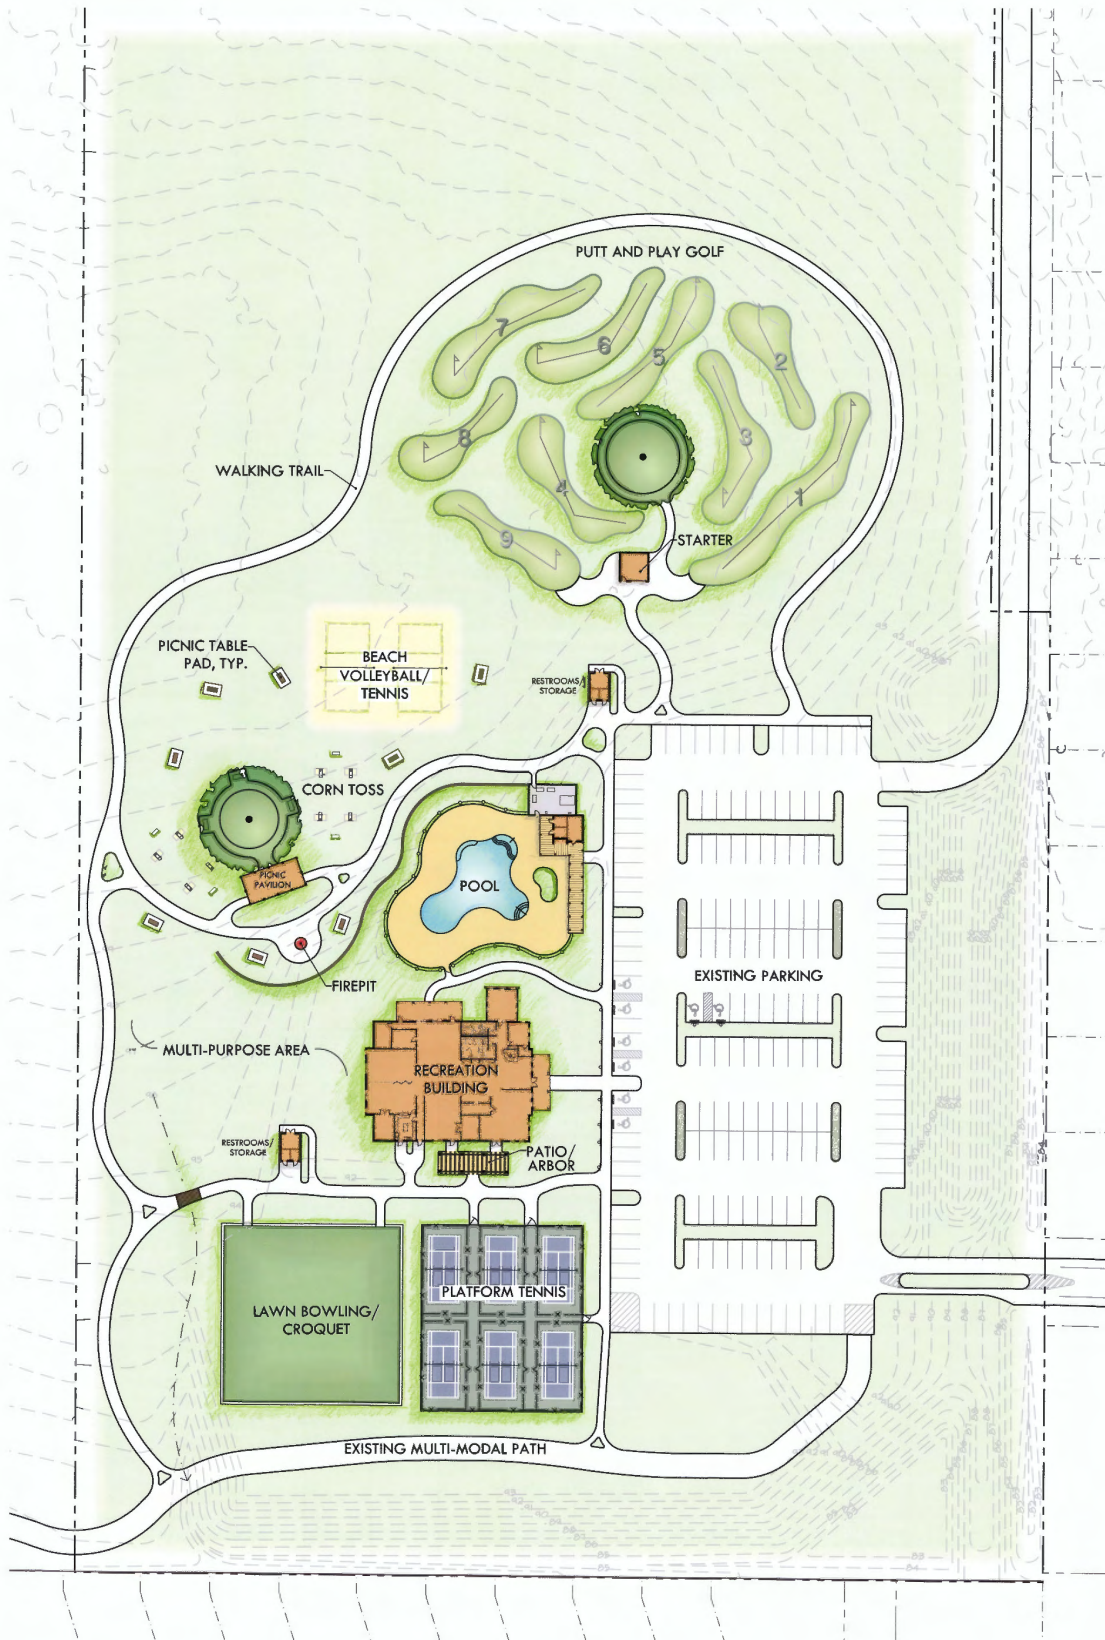 PUTT AND PLAY GOLF
7
6
5
2
3
8
4
1
9
WALKING TRAIL
STARTER
PICNIC TABLE
PAD, TYP.
BEACH
VOLLEYBALL/
TENNIS
RESTROOMS/
STORAGE
CORN TOSS
PICNIC
PAVILION
POOL
EXISTING PARKING
FIREPIT
MULTI-PURPOSE AREA
RECREATION
BUILDING
RESTROOMS/
STORAGE
PATIO/
ARBOR
PLATFORM TENNIS
LAWN BOWLING/
CROQUET
EXISTING MULTI-MODAL PATH